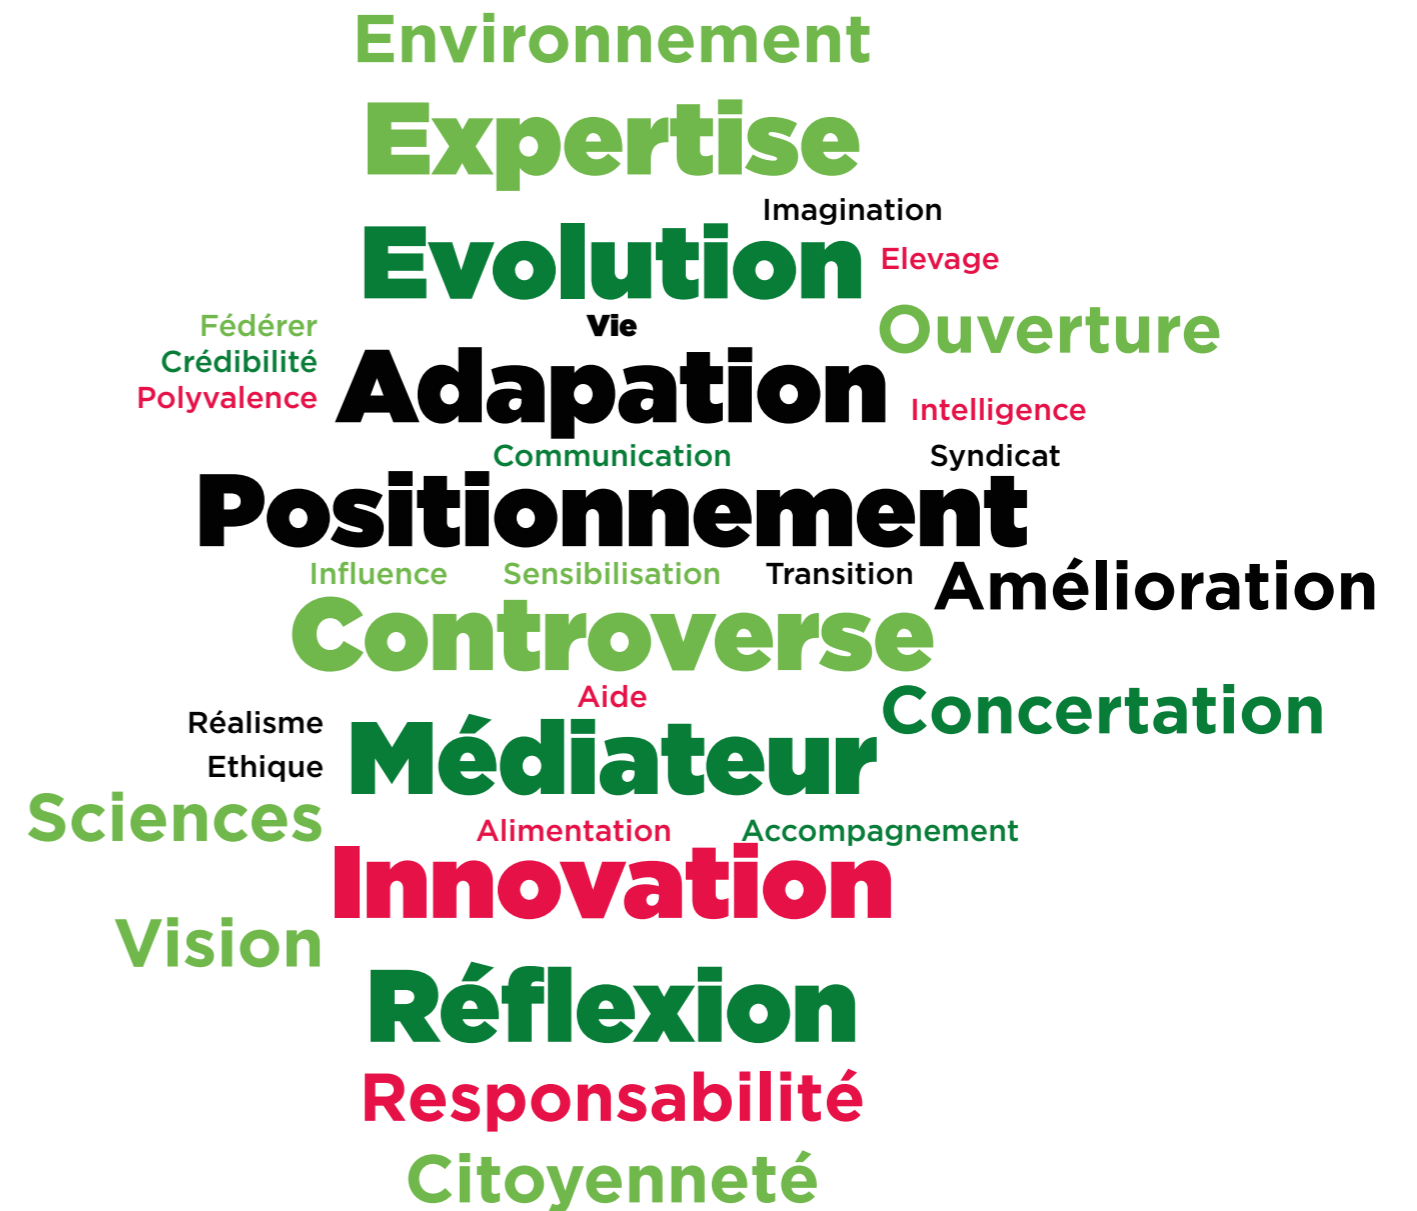 Environnement
Expertise
Imagination
Evolution
Elevage
Fédérer
Vie
Ouverture
Crédibilité
Polyvalence
Adapation
Intelligence
Communication
Syndicat
Positionnement
Influence
Sensibilisation
Transition
Amélioration
Controverse
Aide
Concertation
Réalisme
Médiateur
Ethique
Sciences
Alimentation
Accompagnement
Innovation
Vision
Réflexion
Responsabilité
Citoyenneté